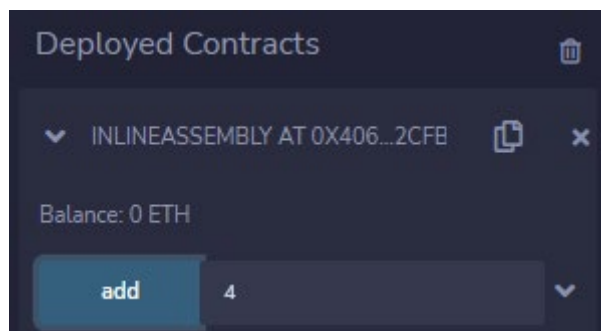 Deployed Contracts
INLINEASSEMBLY AT 0X406...2CFB
Balance: 0 ETH
add 4